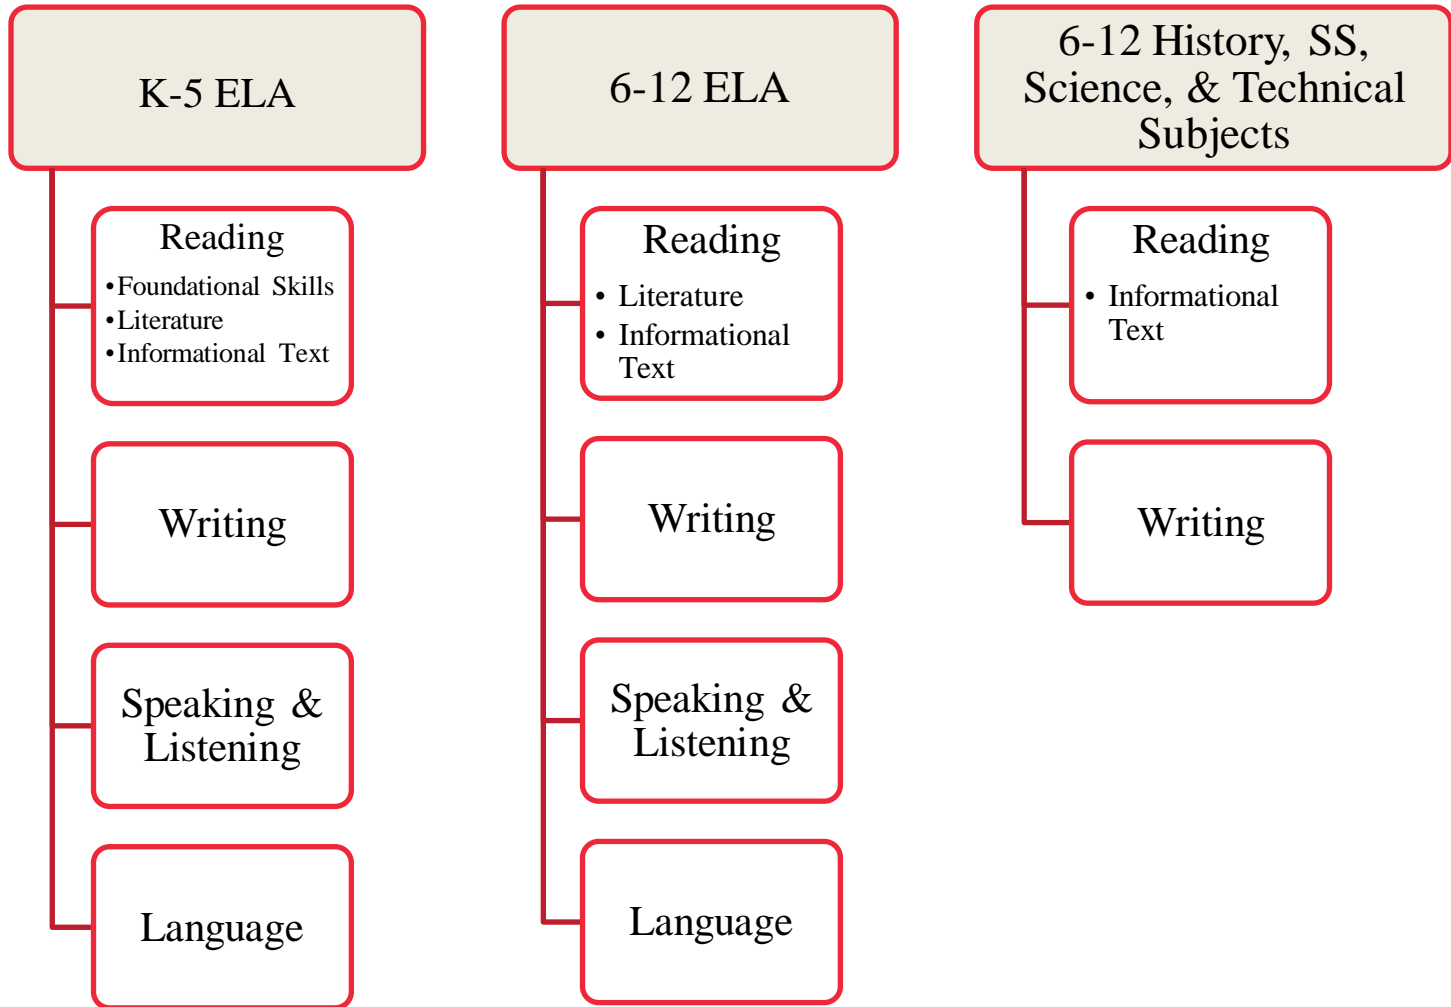 K-5 ELA
Reading
•Foundational Skills
•Literature
•Informational Text
Writing
Speaking &
Listening
Language
6-12 ELA
Reading
• Literature
• Informational
Text
Writing
Speaking &
Listening
Language
6-12 History, SS,
Science, & Technical
Subjects
Reading
• Informational
Text
Writing